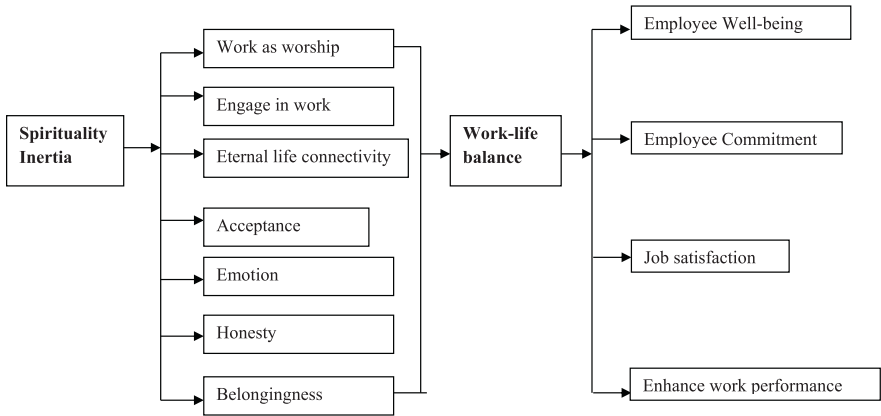 Spirituality
Inertia
Work as worship
Engage in work
Eternal life connectivity
Acceptance
Emotion
Honesty
Belongingness
Work-life
balance
Employee Well-being
Employee Commitment
Job satisfaction
Enhance work performance